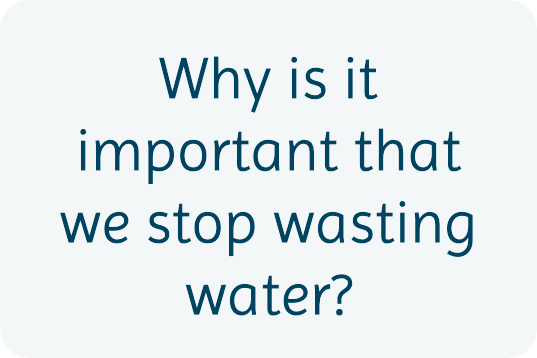 Why is it
important that
we stop wasting
water?